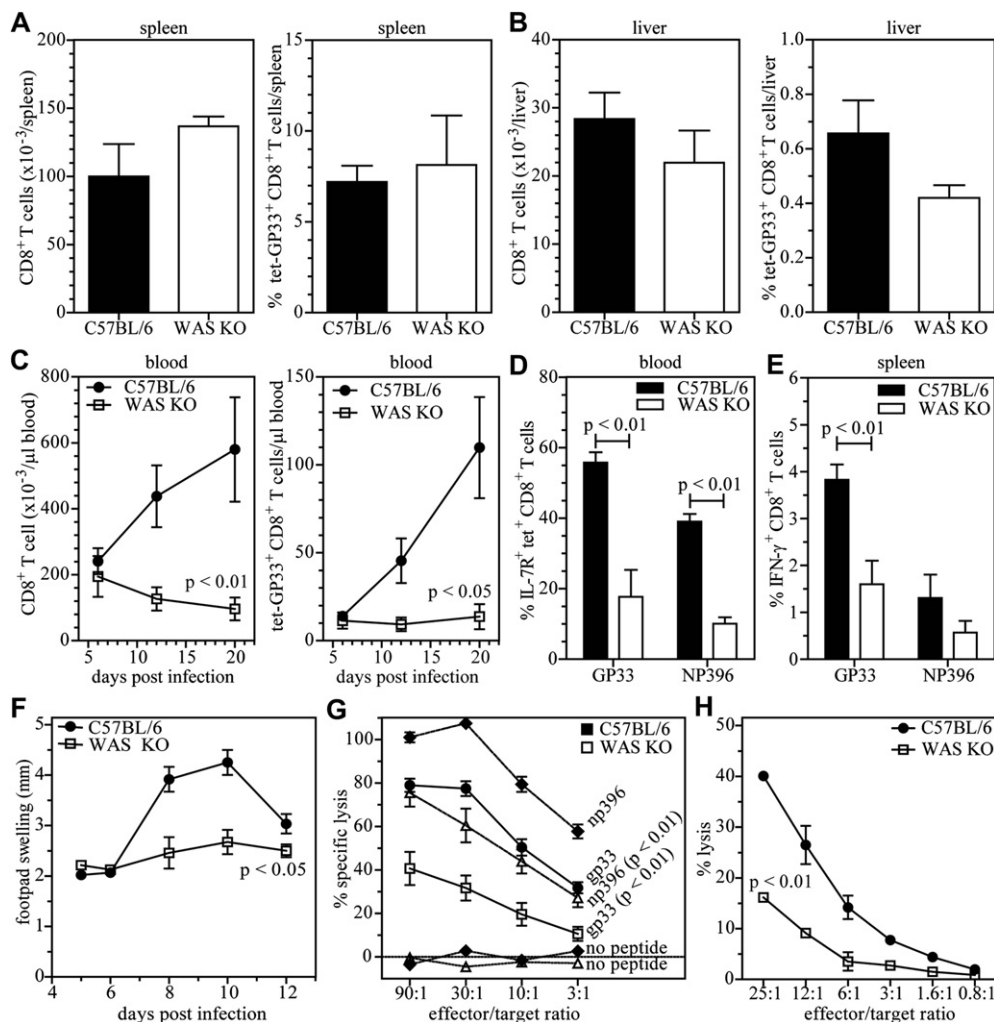 A
spleen
CD8+ T cells (x10-3/spleen)
200
150
100
50
0
C57BL/6
WAS KO
spleen
% tet-GP33+ CD8+ T cells/spleen
15
10
5
0
C57BL/6
WAS KO
B
liver
CD8+ T cells (x10-3/liver)
40
30
20
10
0
C57BL/6
WAS KO
liver
% tet-GP33+ CD8+ T cells/liver
1.0
0.8
0.6
0.4
0.2
0
C57BL/6
WAS KO
C
blood
C57BL/6
WAS KO
CD8+ T cell (x10-3/µl blood)
800
600
400
200
0
p < 0.01
5 10 15 20
days post infection
blood
C57BL/6
WAS KO
tet-GP33+ CD8+ T cells/µl blood
150
100
50
0
p < 0.05
5 10 15 20
days post infection
D
blood
C57BL/6
WAS KO
% IL-7R+ tet+ CD8+ T cells
80
60
40
20
0
p < 0.01
p < 0.01
GP33
NP396
E
spleen
C57BL/6
WAS KO
% IFN-γ+ CD8+ T cells
6
5
4
3
2
1
0
p < 0.01
GP33
NP396
F
C57BL/6
WAS KO
footpad swelling (mm)
5
4
3
2
1
0
p < 0.05
4 6 8 10 12
days post infection
G
C57BL/6
WAS KO
% specific lysis
100
80
60
40
20
0
np396
gp33
np396 (p < 0.01)
gp33 (p < 0.01)
no peptide
no peptide
90:1 30:1 10:1 3:1
effector/target ratio
H
C57BL/6
WAS KO
% lysis
50
40
30
20
10
0
p < 0.01
25:1 12:1 6:1 3:1 1.6:1 0.8:1
effector/target ratio